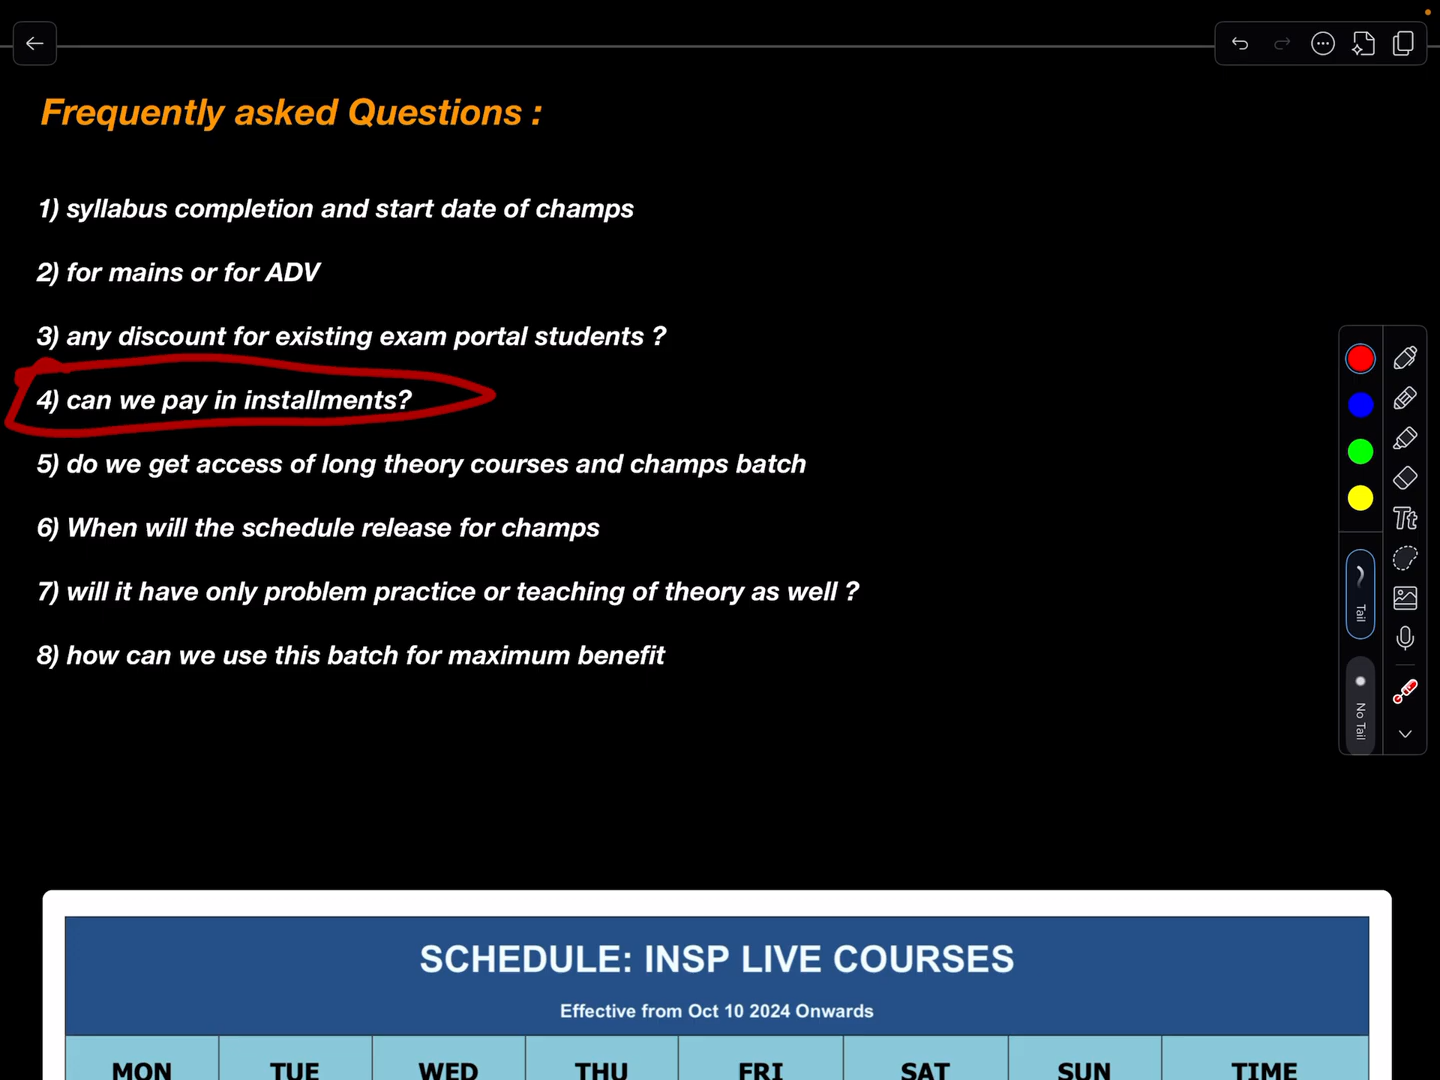 Frequently asked Questions :
1) syllabus completion and start date of champs
2) for mains or for ADV
3) any discount for existing exam portal students ?
4) can we pay in installments?
5) do we get access of long theory courses and champs batch
6) When will the schedule release for champs
7) will it have only problem practice or teaching of theory as well ?
8) how can we use this batch for maximum benefit
Tt
Tail
No Tail
SCHEDULE: INSP LIVE COURSES
Effective from Oct 10 2024 Onwards
MON TUE WED THU FRI SAT SUN TIME